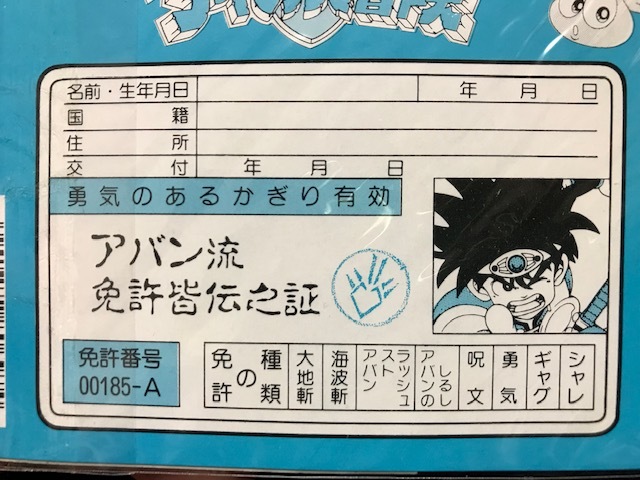 名前・生年月日 年 月 日
国籍
住所
交付 年 月 日
勇気のあるかぎり有効
アバン流
免許皆伝之証
免許番号
00185-A
免許の種類
大地斬
海波斬
アバンストラッシュ
アバンのしるし
呪文
勇気
ギャグ
シャレ